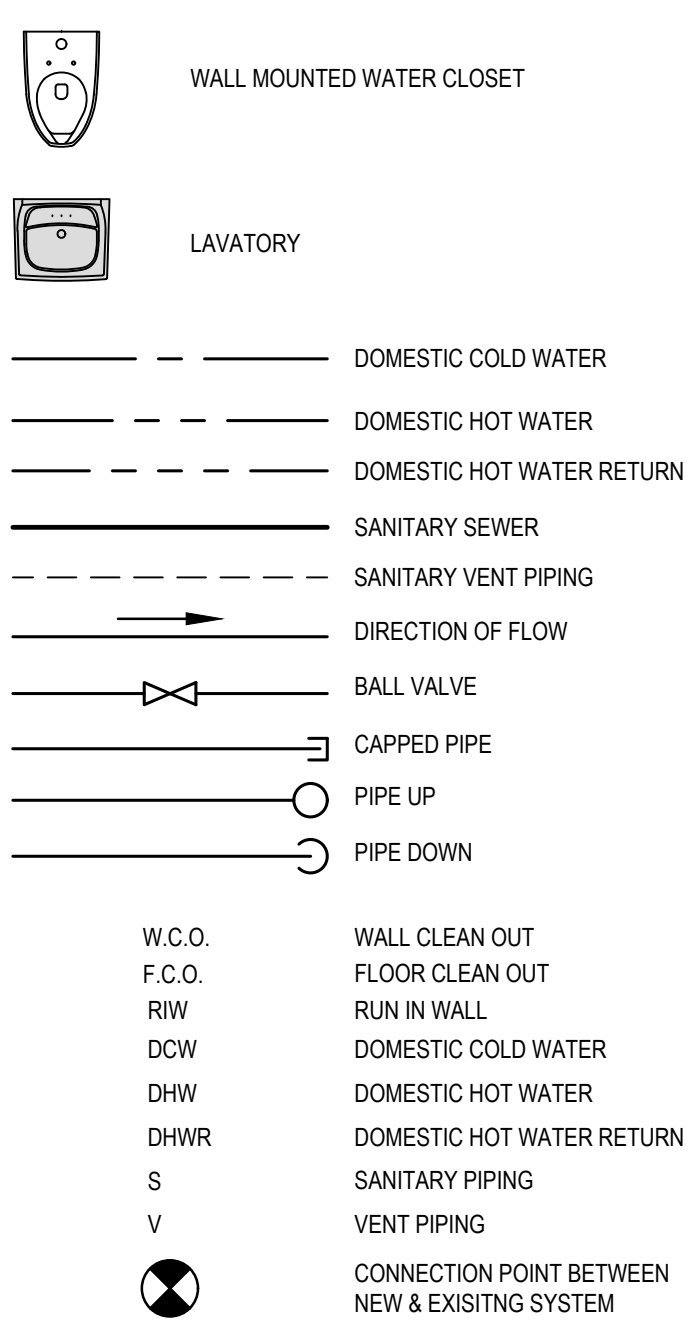 WALL MOUNTED WATER CLOSET
LAVATORY
DOMESTIC COLD WATER
DOMESTIC HOT WATER
DOMESTIC HOT WATER RETURN
SANITARY SEWER
SANITARY VENT PIPING
DIRECTION OF FLOW
BALL VALVE
CAPPED PIPE
PIPE UP
PIPE DOWN
W.C.O. WALL CLEAN OUT
F.C.O. FLOOR CLEAN OUT
RIW RUN IN WALL
DCW DOMESTIC COLD WATER
DHW DOMESTIC HOT WATER
DHWR DOMESTIC HOT WATER RETURN
S SANITARY PIPING
V VENT PIPING
CONNECTION POINT BETWEEN
NEW & EXISITNG SYSTEM